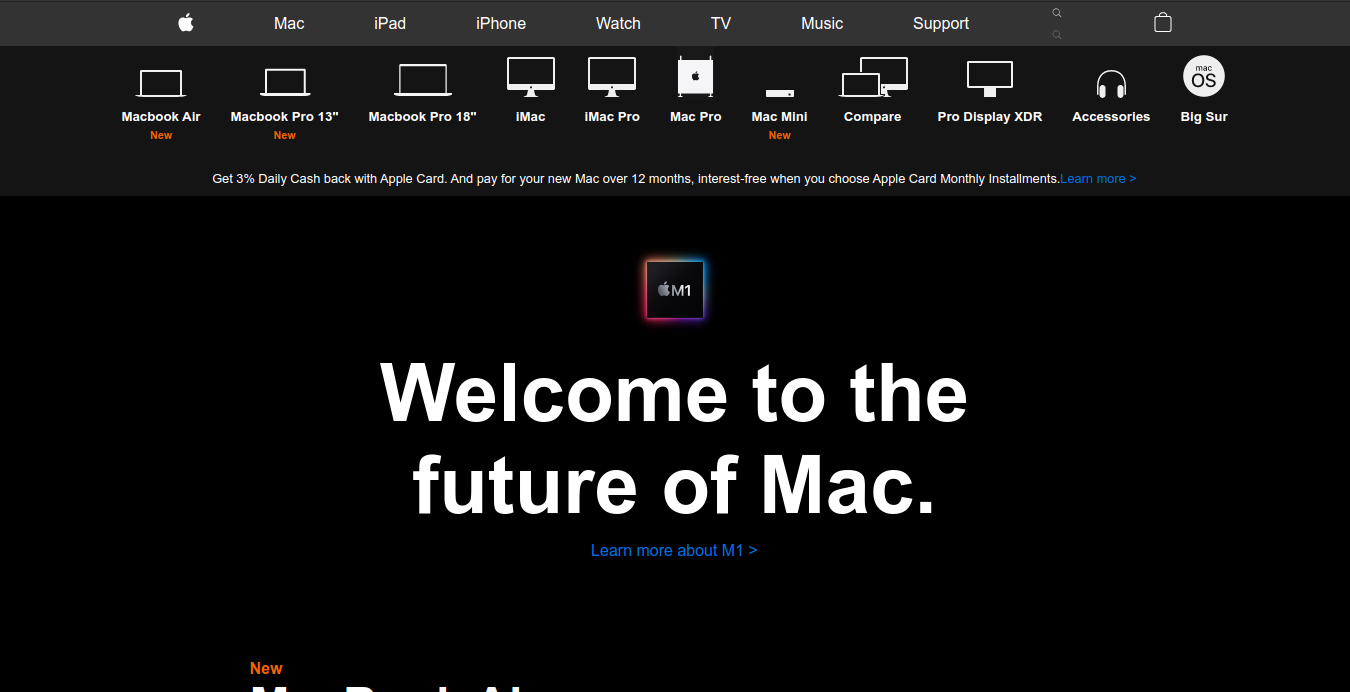 Mac iPad iPhone Watch TV Music Support
mac
OS
Macbook Air Macbook Pro 13" Macbook Pro 18" iMac iMac Pro Mac Pro Mac Mini Compare Pro Display XDR Accessories Big Sur
New New New
Get 3% Daily Cash back with Apple Card. And pay for your new Mac over 12 months, interest-free when you choose Apple Card Monthly Installments.Learn more >
M1
Welcome to the
future of Mac.
Learn more about M1 >
New
MacBook Air